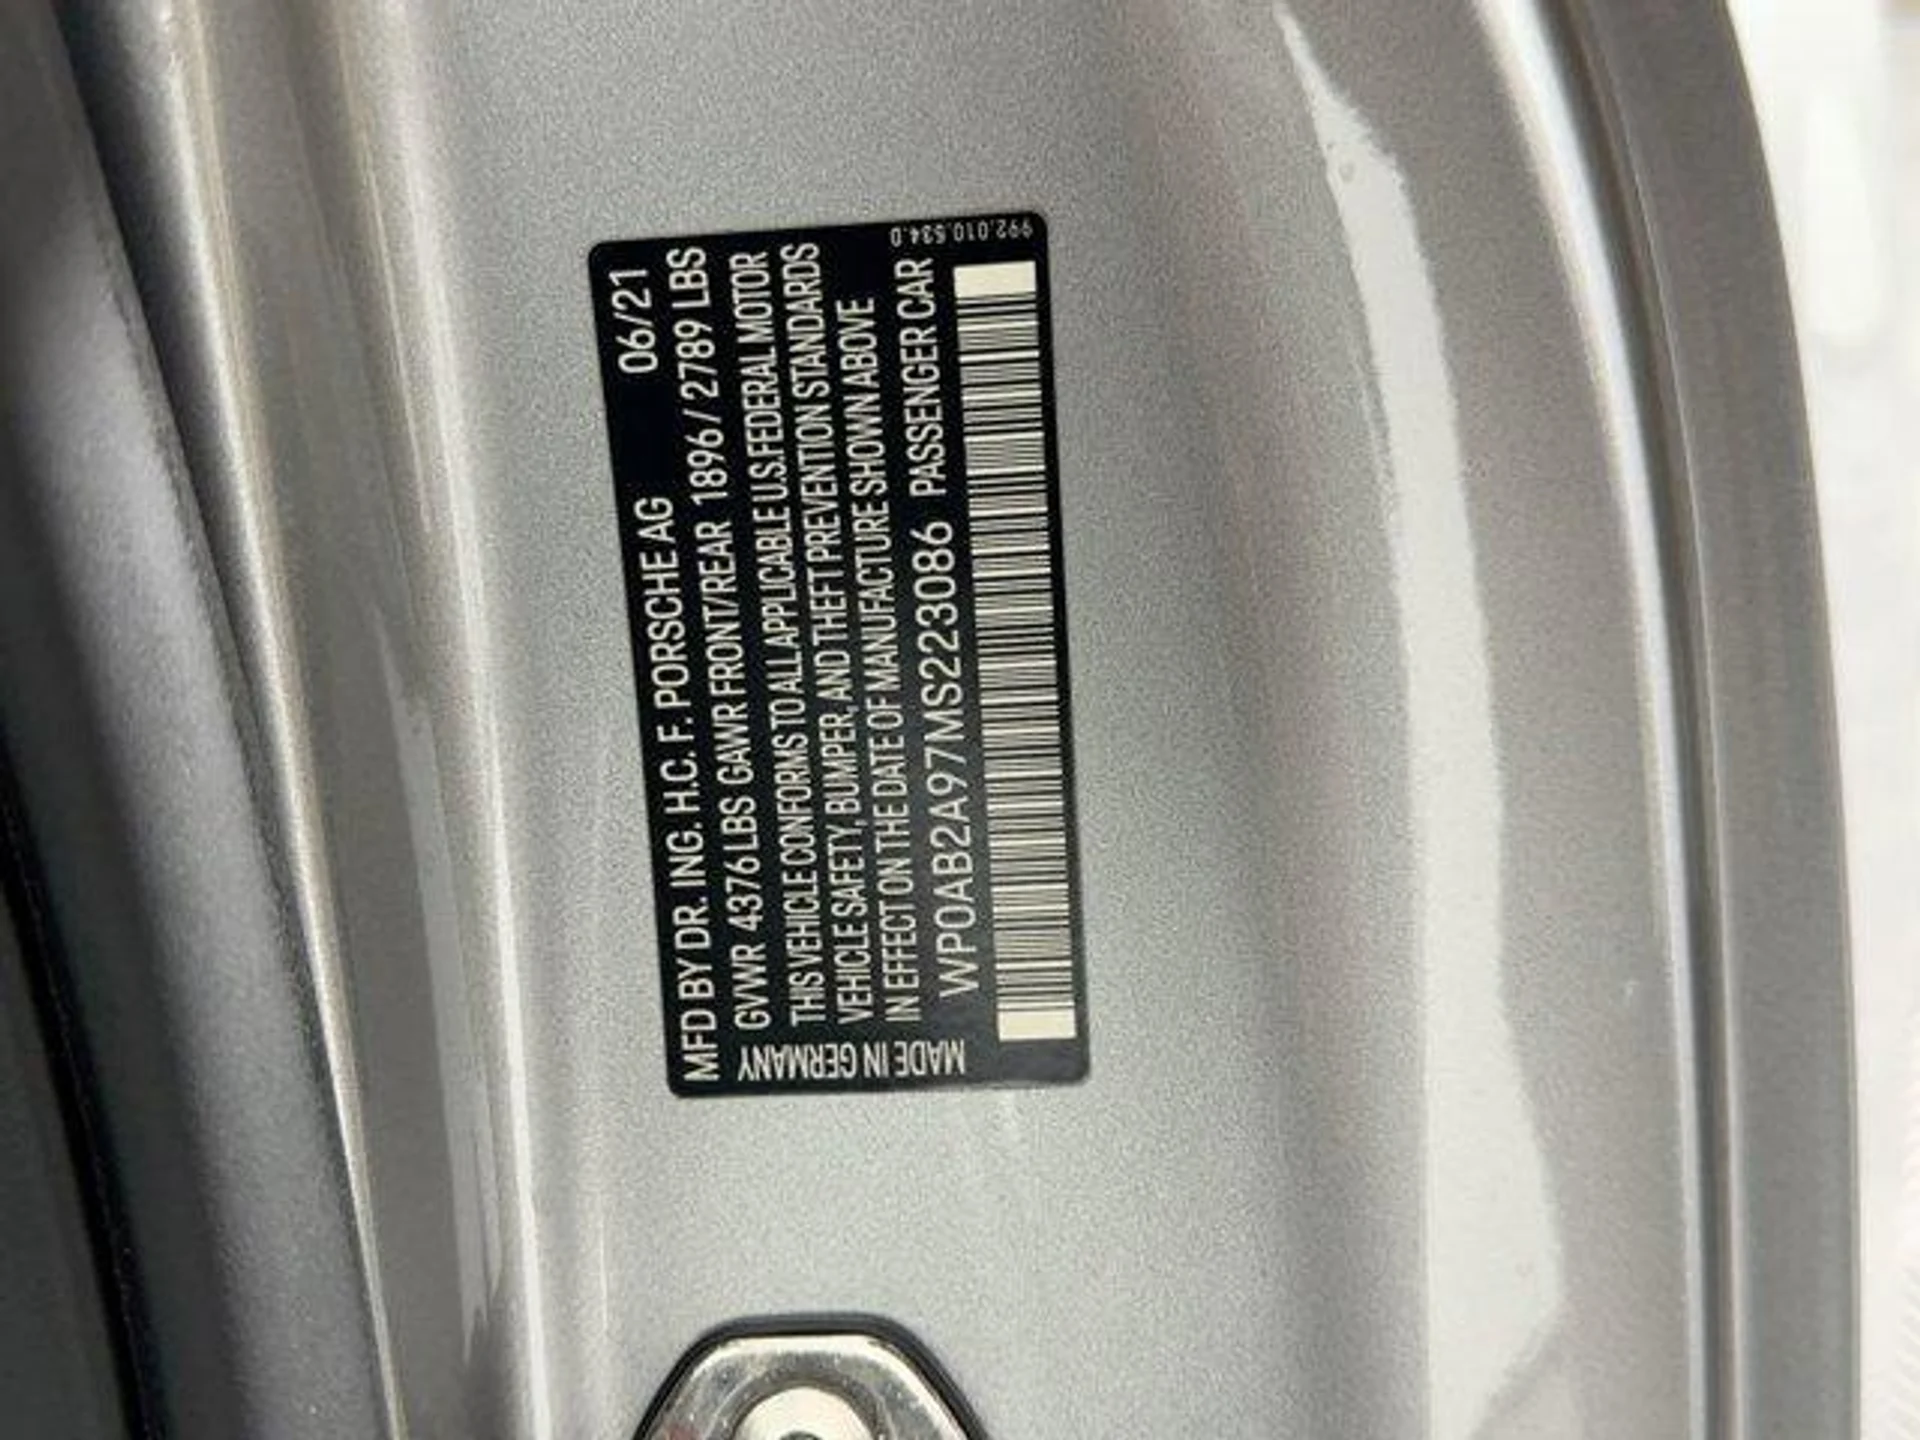 MFD BY DR. ING. H.C. F. PORSCHE AG 06/21
GVWR 4376 LBS GAWR FRONT/REAR 1896/2789 LBS
THIS VEHICLE CONFORMS TO ALL APPLICABLE U.S. FEDERAL MOTOR
VEHICLE SAFETY, BUMPER, AND THEFT PREVENTION STANDARDS
IN EFFECT ON THE DATE OF MANUFACTURE SHOWN ABOVE
WP0AB2A97MS223086 PASSENGER CAR
MADE IN GERMANY
992.010.534.0